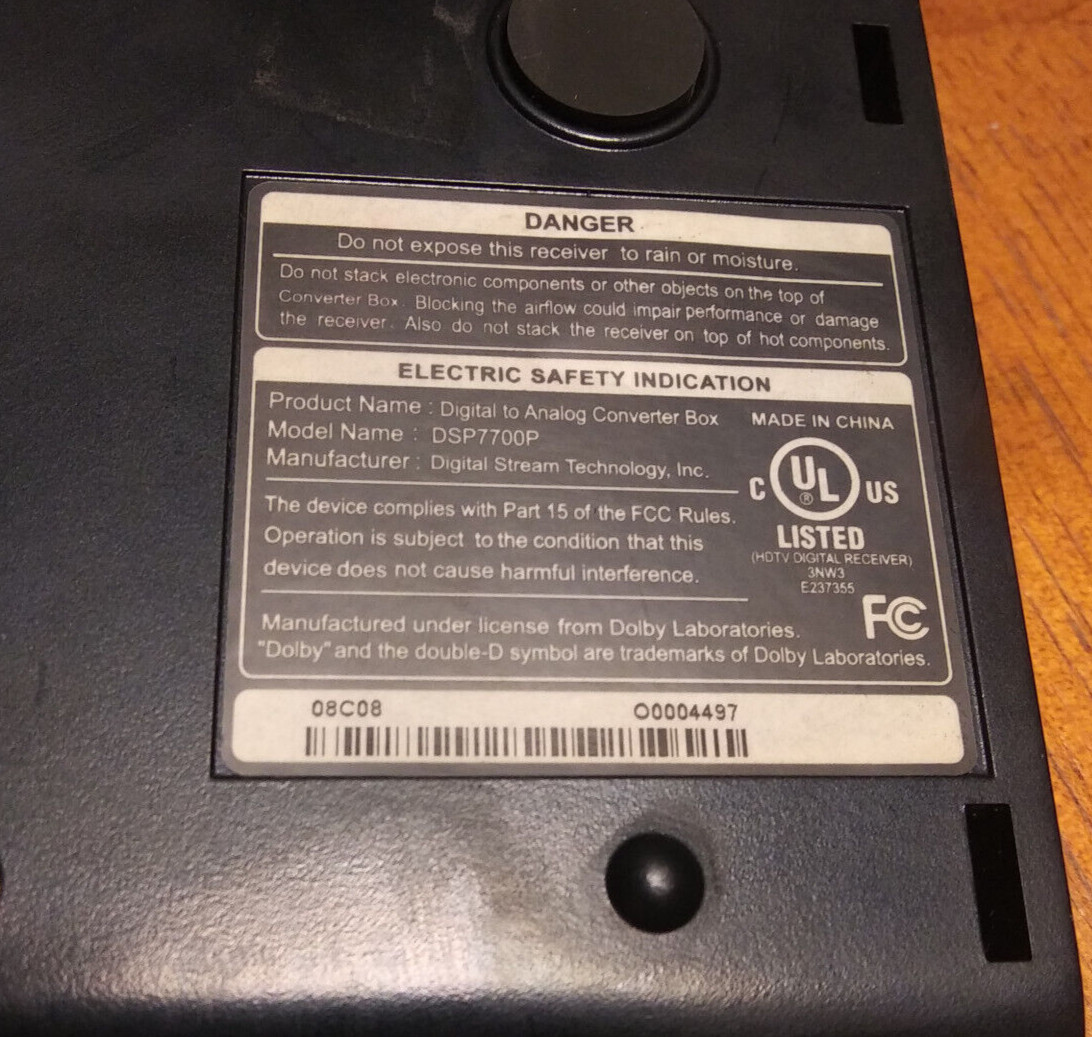 DANGER
Do not expose this receiver to rain or moisture.
Do not stack electronic components or other objects on the top of
Converter Box. Blocking the airflow could impair performance or damage
the receiver. Also do not stack the receiver on top of hot components.
ELECTRIC SAFETY INDICATION
Product Name : Digital to Analog Converter Box
Model Name : DSP7700P
Manufacturer : Digital Stream Technology, Inc.
MADE IN CHINA
C UL ® US
LISTED
(HDTV DIGITAL RECEIVER)
3NW3
E237355
The device complies with Part 15 of the FCC Rules.
Operation is subject to the condition that this
device does not cause harmful interference.
FC
Manufactured under license from Dolby Laboratories.
"Dolby" and the double-D symbol are trademarks of Dolby Laboratories.
08C08 O0004497